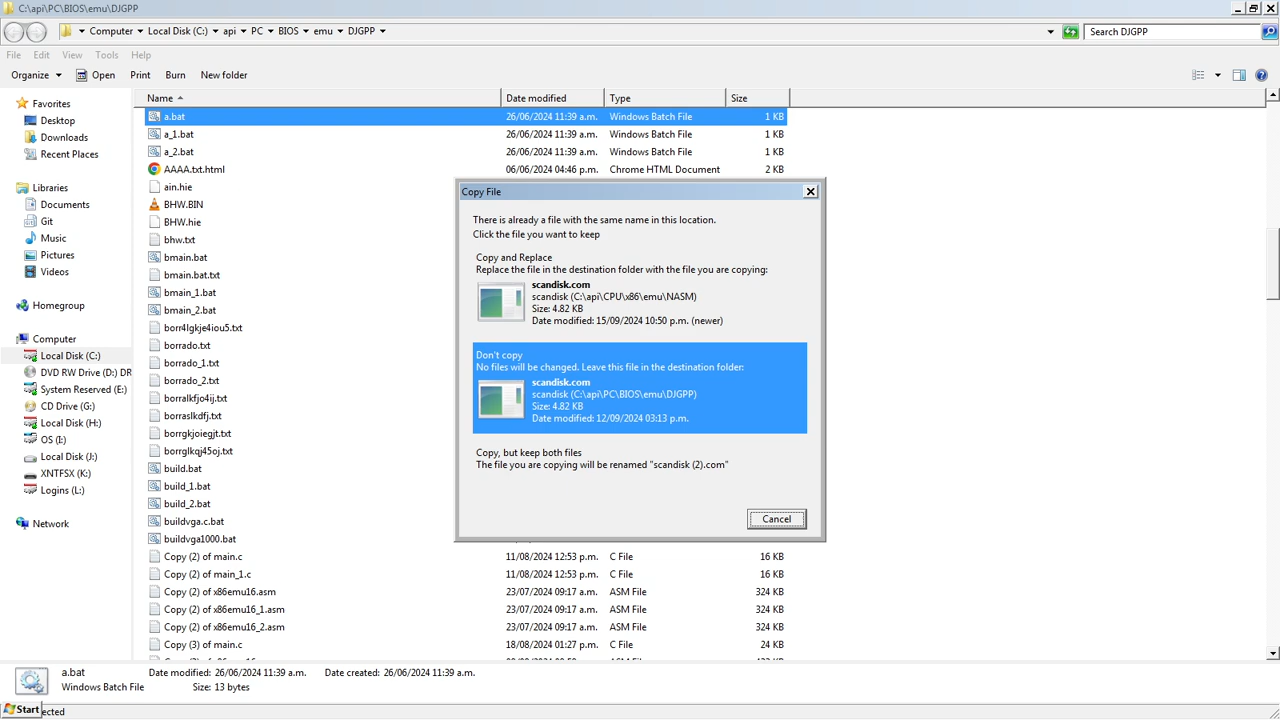 C:\api\PC\BIOS\emu\DJGPP
Computer Local Disk (C:) api PC BIOS emu DJGPP Search DJGPP
File Edit View Tools Help
Organize Open Print Burn New folder
Favorites
Desktop
Downloads
Recent Places
Libraries
Documents
Git
Music
Pictures
Videos
Homegroup
Computer
Local Disk (C:)
DVD RW Drive (D:) DR
System Reserved (E:)
CD Drive (G:)
Local Disk (H:)
OS (I:)
Local Disk (J:)
XNTFSX (K:)
Logins (L:)
Network
Name Date modified Type Size
a.bat 26/06/2024 11:39 a.m. Windows Batch File 1 KB
a_1.bat 26/06/2024 11:39 a.m. Windows Batch File 1 KB
a_2.bat 26/06/2024 11:39 a.m. Windows Batch File 1 KB
AAAA.txt.html 06/06/2024 04:46 p.m. Chrome HTML Document 2 KB
ain.hie
BHW.BIN
BHW.hie
bhw.txt
bmain.bat
bmain.bat.txt
bmain_1.bat
bmain_2.bat
borr4lgkje4iou5.txt
borrado.txt
borrado_1.txt
borrado_2.txt
borralkfjo4ij.txt
borraslkdfj.txt
borrgkjoiegjt.txt
borrglkqj45oj.txt
build.bat
build_1.bat
build_2.bat
buildvga.c.bat
buildvga1000.bat
Copy (2) of main.c 11/08/2024 12:53 p.m. C File 16 KB
Copy (2) of main_1.c 11/08/2024 12:53 p.m. C File 16 KB
Copy (2) of x86emu16.asm 23/07/2024 09:17 a.m. ASM File 324 KB
Copy (2) of x86emu16_1.asm 23/07/2024 09:17 a.m. ASM File 324 KB
Copy (2) of x86emu16_2.asm 23/07/2024 09:17 a.m. ASM File 324 KB
Copy (3) of main.c 18/08/2024 01:27 p.m. C File 24 KB
Copy File
There is already a file with the same name in this location.
Click the file you want to keep
Copy and Replace
Replace the file in the destination folder with the file you are copying:
scandisk.com
scandisk (C:\api\CPU\x86\emu\NASM)
Size: 4.82 KB
Date modified: 15/09/2024 10:50 p.m. (newer)
Don't copy
No files will be changed. Leave this file in the destination folder:
scandisk.com
scandisk (C:\api\PC\BIOS\emu\DJGPP)
Size: 4.82 KB
Date modified: 12/09/2024 03:13 p.m.
Copy, but keep both files
The file you are copying will be renamed "scandisk (2).com"
Cancel
a.bat Date modified: 26/06/2024 11:39 a.m. Date created: 26/06/2024 11:39 a.m.
Windows Batch File Size: 13 bytes
Start ected